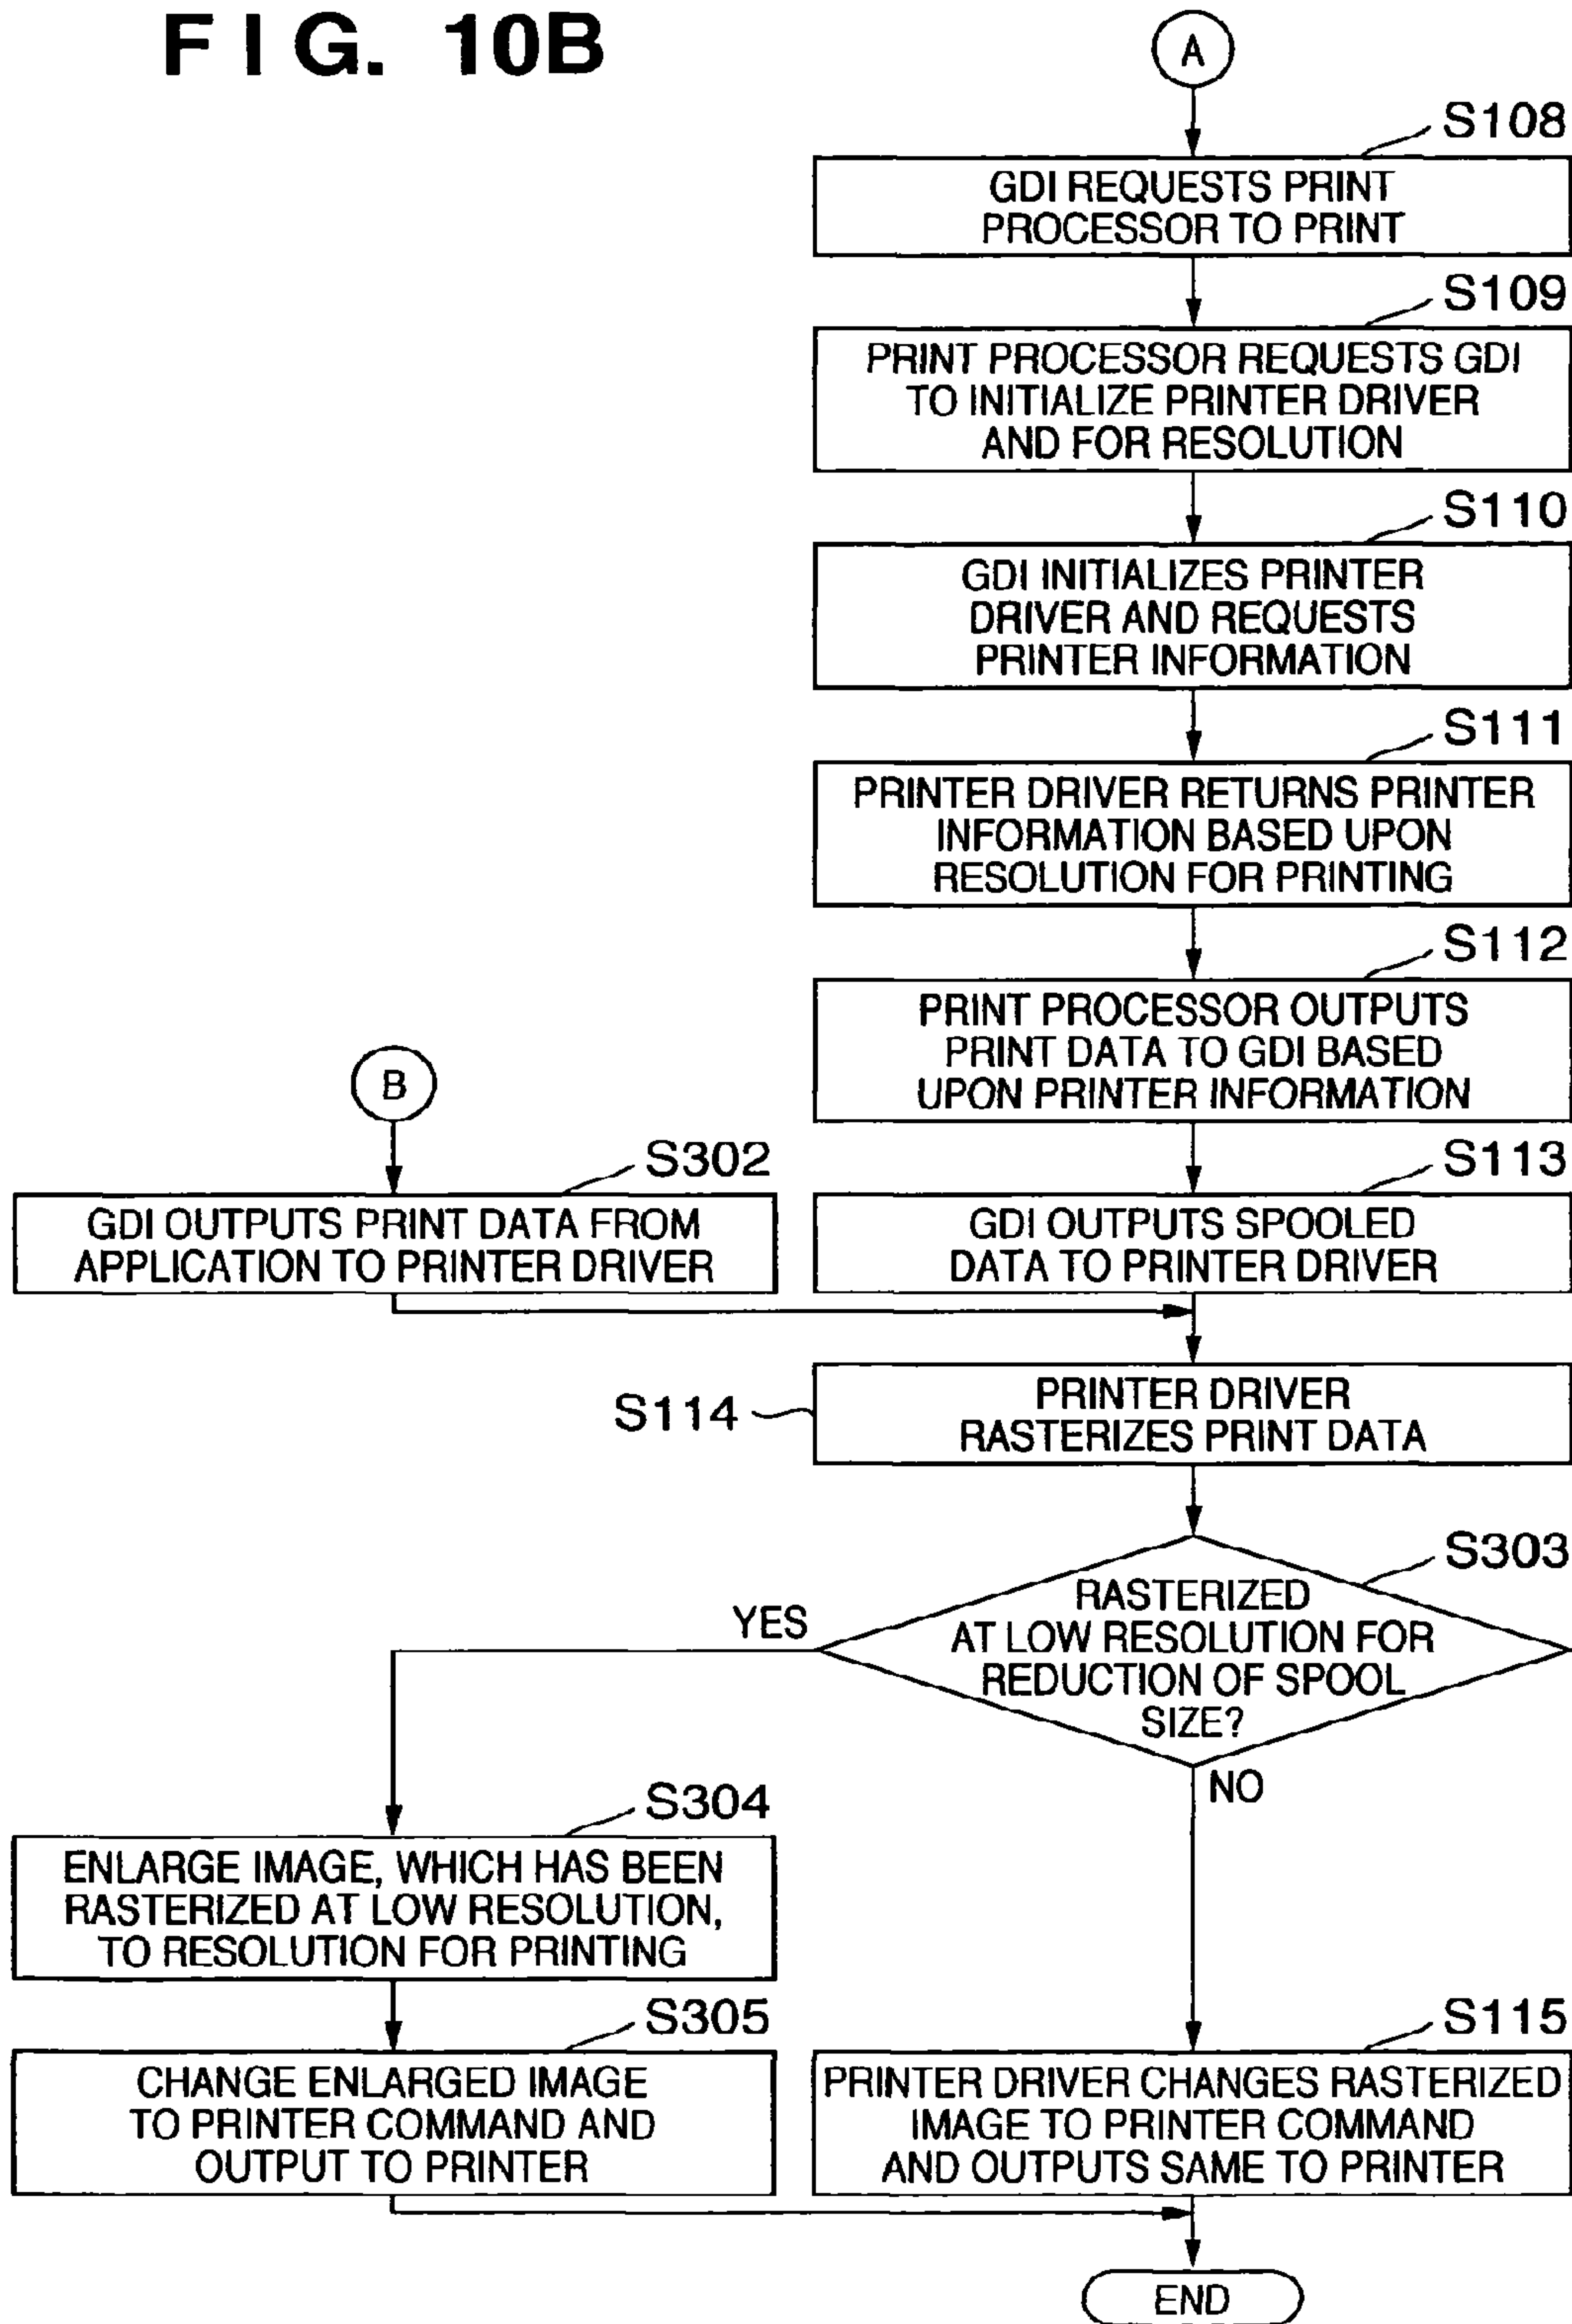 FIG. 10B
A
S108
GDI REQUESTS PRINT
PROCESSOR TO PRINT
S109
PRINT PROCESSOR REQUESTS GDI
TO INITIALIZE PRINTER DRIVER
AND FOR RESOLUTION
S110
GDI INITIALIZES PRINTER
DRIVER AND REQUESTS
PRINTER INFORMATION
S111
PRINTER DRIVER RETURNS PRINTER
INFORMATION BASED UPON
RESOLUTION FOR PRINTING
S112
PRINT PROCESSOR OUTPUTS
PRINT DATA TO GDI BASED
UPON PRINTER INFORMATION
B
S302
GDI OUTPUTS PRINT DATA FROM
APPLICATION TO PRINTER DRIVER
S113
GDI OUTPUTS SPOOLED
DATA TO PRINTER DRIVER
S114
PRINTER DRIVER
RASTERIZES PRINT DATA
S303
RASTERIZED
AT LOW RESOLUTION FOR
REDUCTION OF SPOOL
SIZE?
YES
NO
S304
ENLARGE IMAGE, WHICH HAS BEEN
RASTERIZED AT LOW RESOLUTION,
TO RESOLUTION FOR PRINTING
S305
CHANGE ENLARGED IMAGE
TO PRINTER COMMAND AND
OUTPUT TO PRINTER
S115
PRINTER DRIVER CHANGES RASTERIZED
IMAGE TO PRINTER COMMAND
AND OUTPUTS SAME TO PRINTER
END